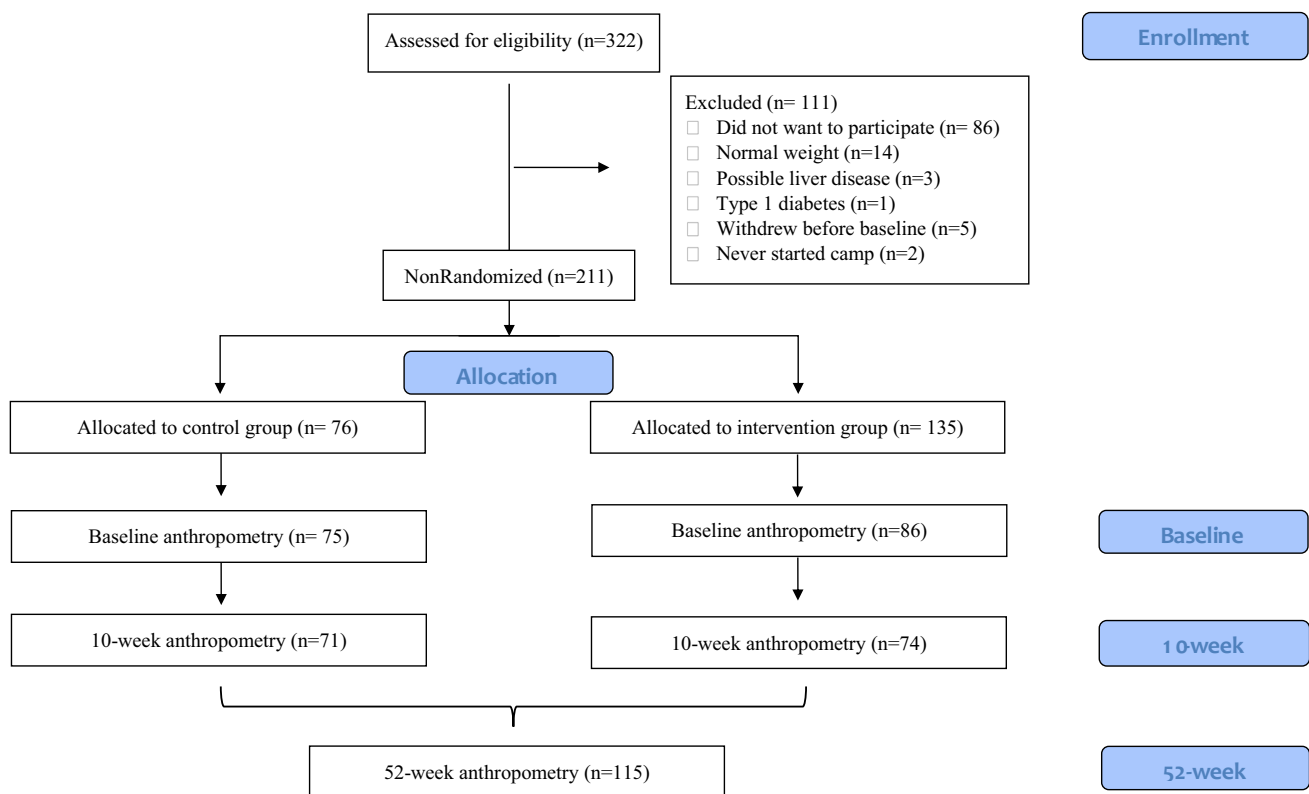 Assessed for eligibility (n=322)
Enrollment
Excluded (n= 111)
Did not want to participate (n= 86)
Normal weight (n=14)
Possible liver disease (n=3)
Type 1 diabetes (n=1)
Withdrew before baseline (n=5)
Never started camp (n=2)
NonRandomized (n=211)
Allocation
Allocated to control group (n= 76)
Allocated to intervention group (n= 135)
Baseline anthropometry (n= 75)
Baseline anthropometry (n=86)
Baseline
10-week anthropometry (n=71)
10-week anthropometry (n=74)
10-week
52-week anthropometry (n=115)
52-week